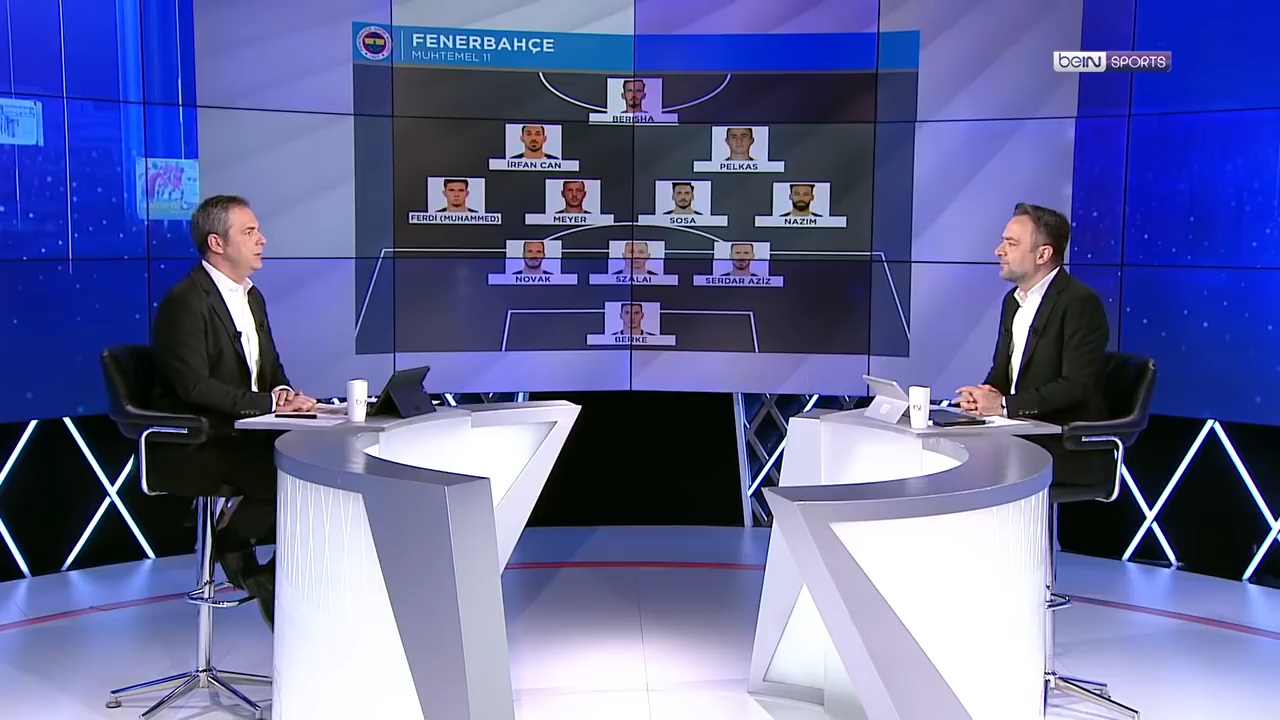 FENERBAHÇE
MUHTEMEL 11
beIN SPORTS
BERISHA
İRFAN CAN
PELKAS
FERDİ (MUHAMMED)
MEYER
SOSA
NAZIM
NOVAK
SZALAI
SERDAR AZİZ
BERKE